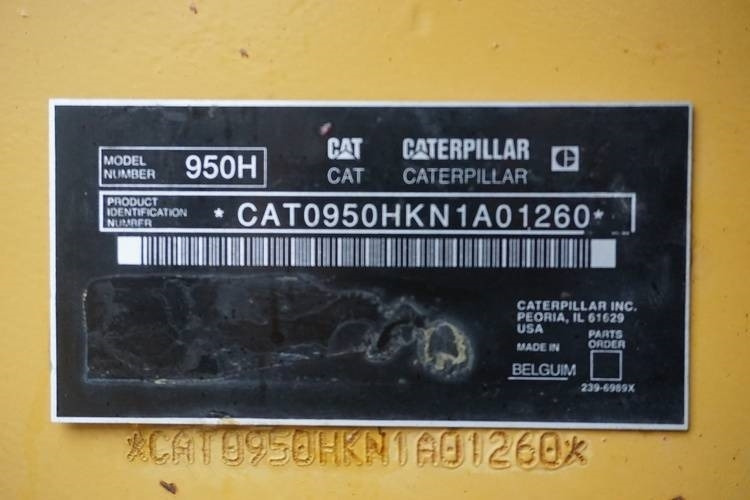 MODEL NUMBER 950H
CAT CATERPILLAR C
CAT CATERPILLAR
PRODUCT IDENTIFICATION NUMBER *CAT0950HKN1A01260*
CATERPILLAR INC.
PEORIA, IL 61629
USA
PARTS ORDER
MADE IN
BELGUIM
239-6989X
*CAT0950HKN1A01260*